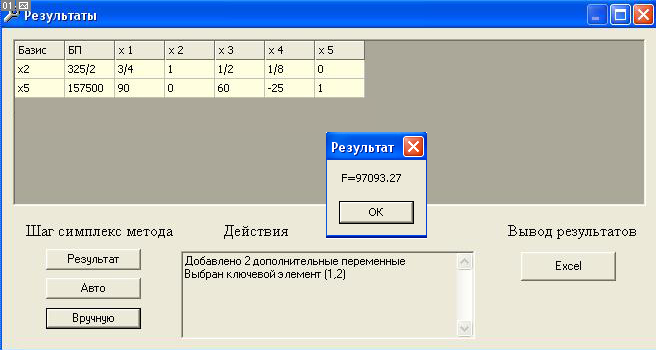 01:
Результаты
Базис БП x 1 x 2 x 3 x 4 x 5
x2 325/2 3/4 1 1/2 1/8 0
x5 157500 90 0 60 -25 1
Результат
F=97093.27
OK
Шаг симплекс метода Действия Вывод результатов
Результат
Авто
Вручную
Добавлено 2 дополнительные переменные
Выбран ключевой элемент (1,2)
Excel